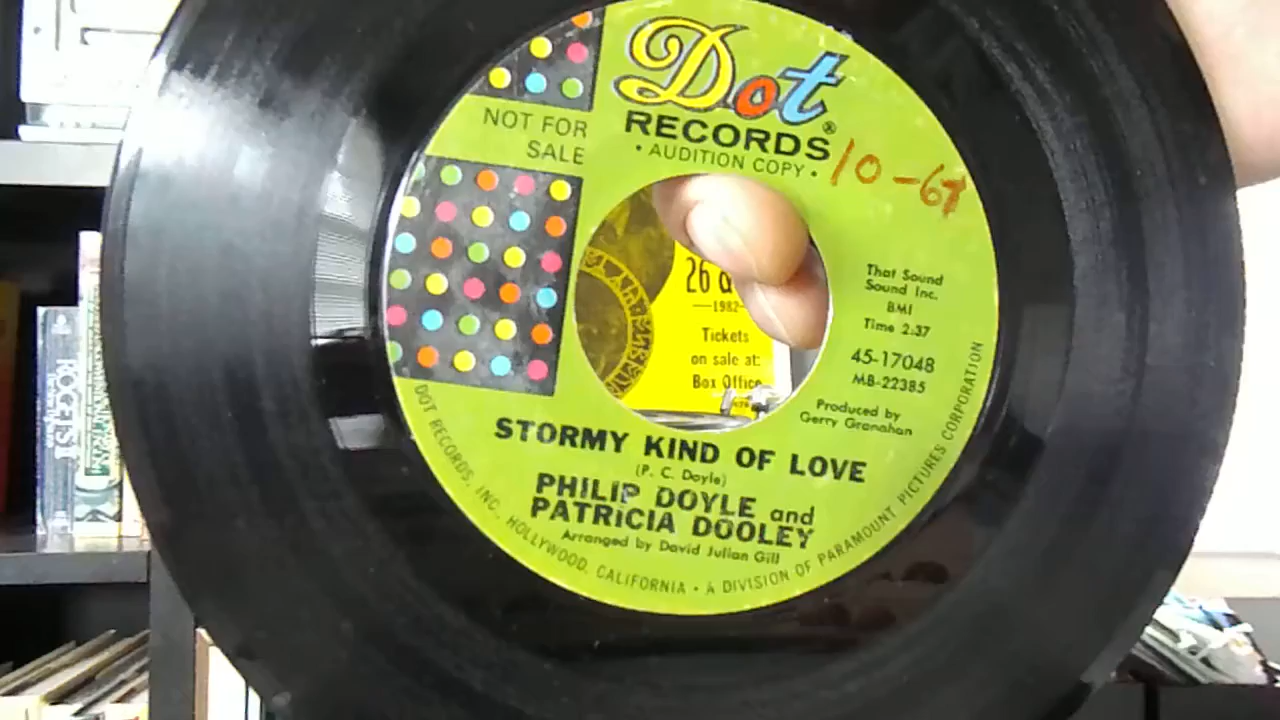 Dot
RECORDS®
• AUDITION COPY •
NOT FOR
SALE
10-67
That Sound
Sound Inc.
BMI
Time 2:37
45-17048
MB-22385
Produced by
Gerry Granahan
26 &
—1982—
Tickets
on sale at:
Box Office
STORMY KIND OF LOVE
(P. C. Doyle)
PHILIP DOYLE and
PATRICIA DOOLEY
Arranged by David Julian Gill
DOT RECORDS, INC. HOLLYWOOD, CALIFORNIA • A DIVISION OF PARAMOUNT PICTURES CORPORATION